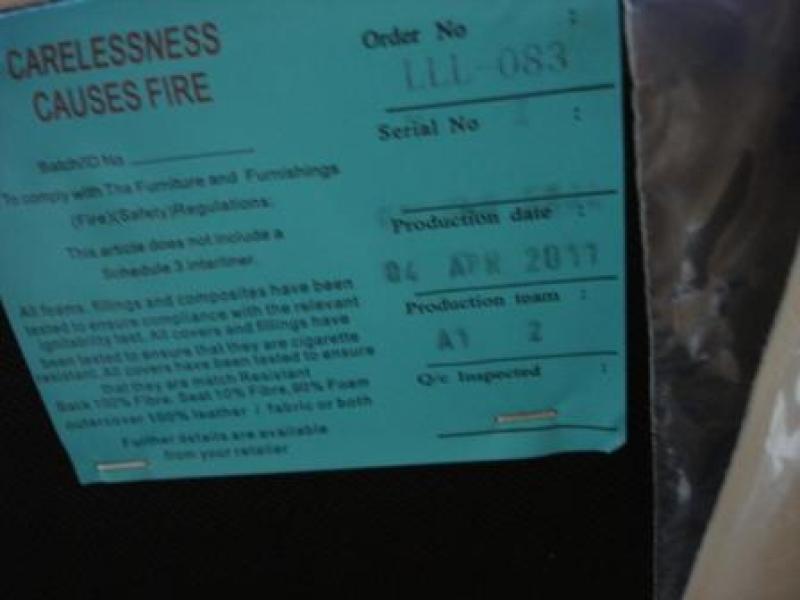 CARELESSNESS
CAUSES FIRE
Batch/ID No
To comply with The Furniture and Furnishings
(Fire)(Safety)Regulations:
This article does not include a
Schedule 3 interliner.
All foams, fillings and composites have been
tested to ensure compliance with the relevant
ignitability test. All covers and fillings have
been tested to ensure that they are cigarette
resistant. All covers have been tested to ensure
that they are match Resistant
Back 100% Fibre, Seat 10% Fibre, 90% Foam
outercover 100% leather / fabric or both
Further details are available
from your retailer
Order No :
LLL-083
Serial No :
Production date :
04 APR 2011
Production team :
A1 2
Q/c Inspected :